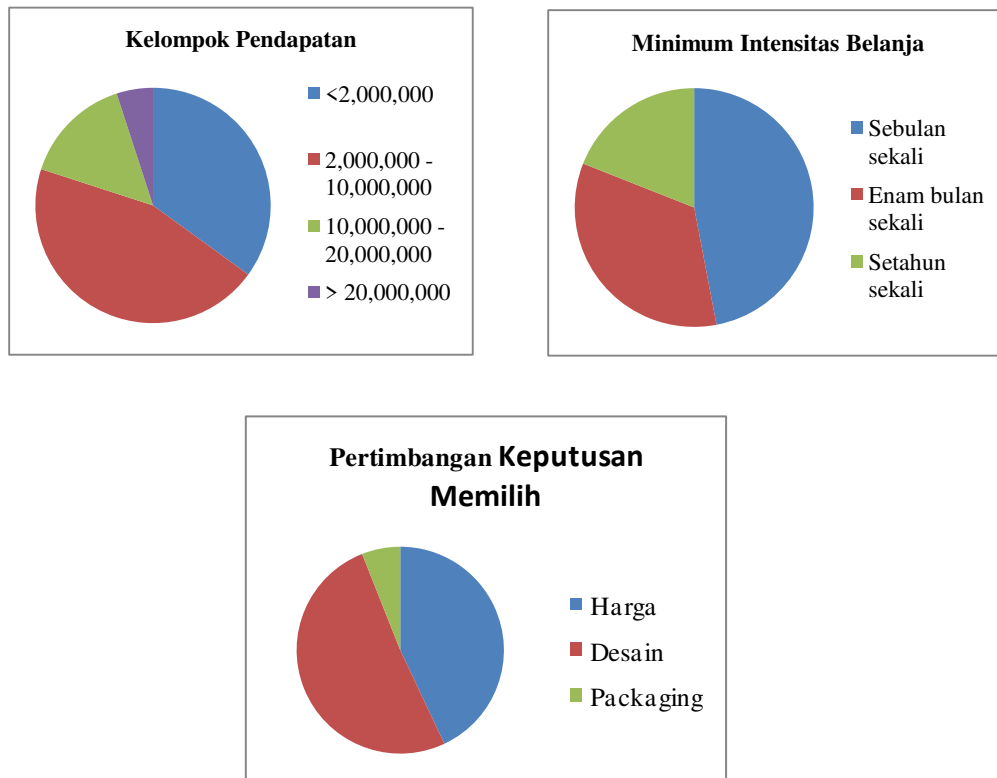 Kelompok Pendapatan
<2,000,000
2,000,000 -
10,000,000
10,000,000 -
20,000,000
> 20,000,000
Minimum Intensitas Belanja
Sebulan
sekali
Enam bulan
sekali
Setahun
sekali
Pertimbangan Keputusan
Memilih
Harga
Desain
Packaging